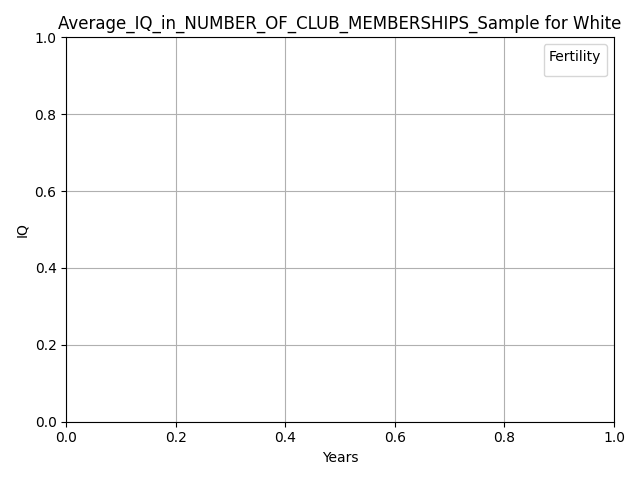 Average_IQ_in_NUMBER_OF_CLUB_MEMBERSHIPS_Sample for White
Fertility
1.0
0.8
0.6
0.4
0.2
0.0
IQ
0.0 0.2 0.4 0.6 0.8 1.0
Years